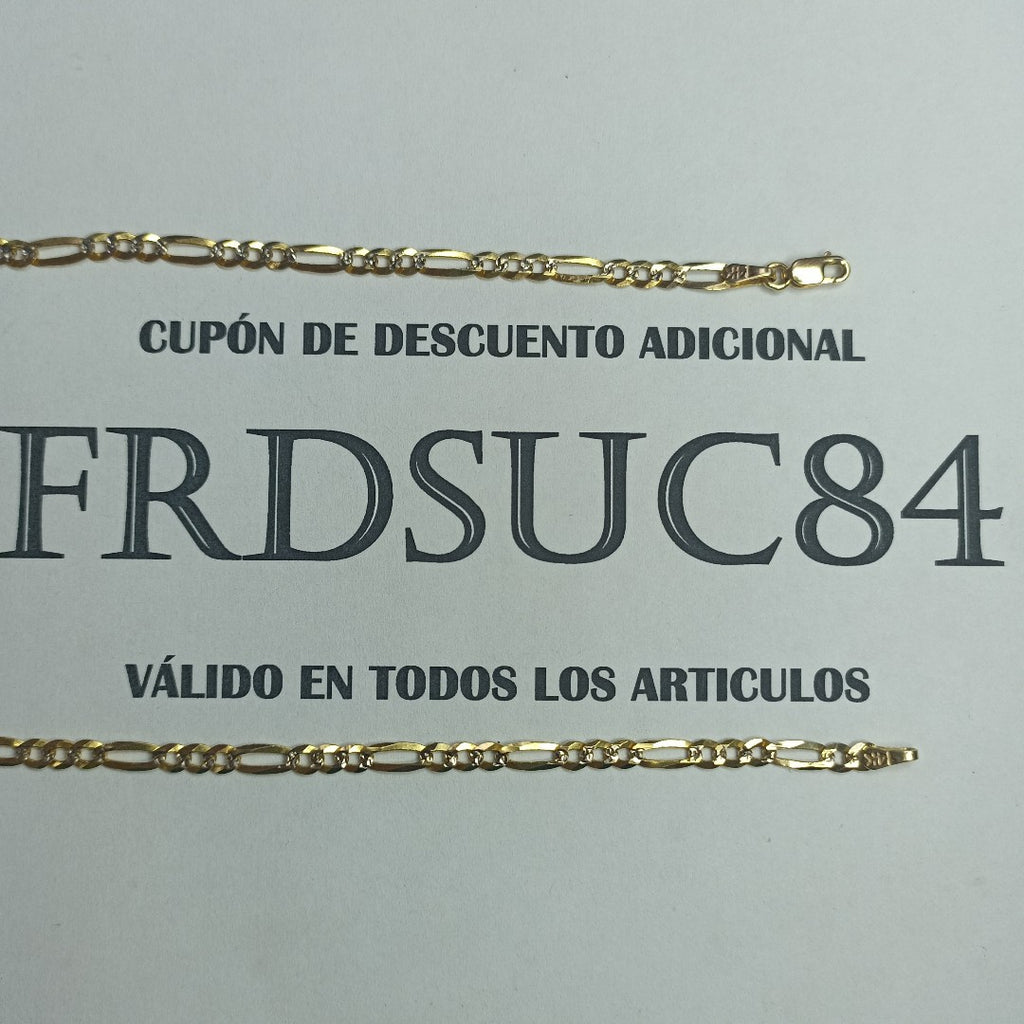 CUPÓN DE DESCUENTO ADICIONAL
FRDSUC84
VÁLIDO EN TODOS LOS ARTICULOS